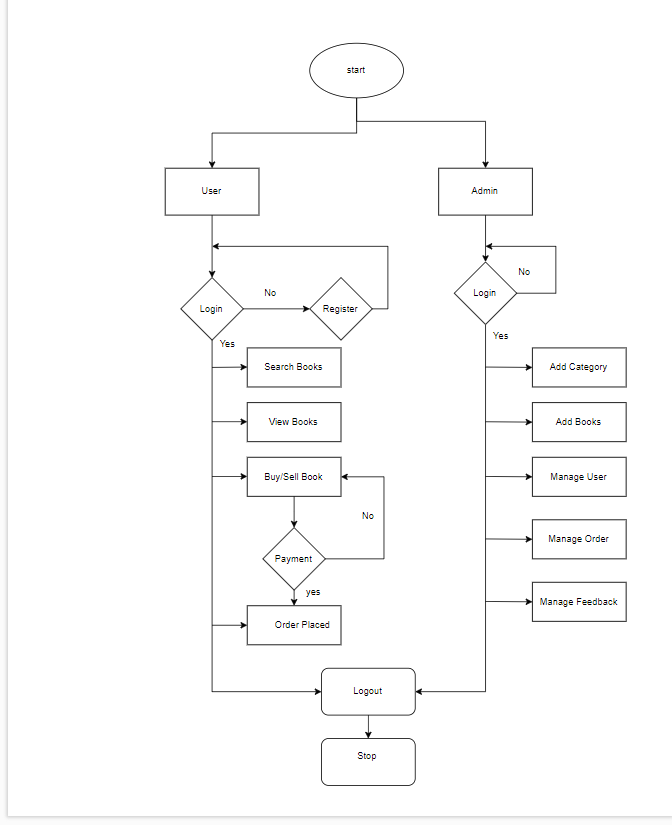 start
User
Admin
No
No
Login
Register
Login
Yes
Yes
Search Books
Add Category
View Books
Add Books
Buy/Sell Book
Manage User
No
Manage Order
Payment
yes
Manage Feedback
Order Placed
Logout
Stop